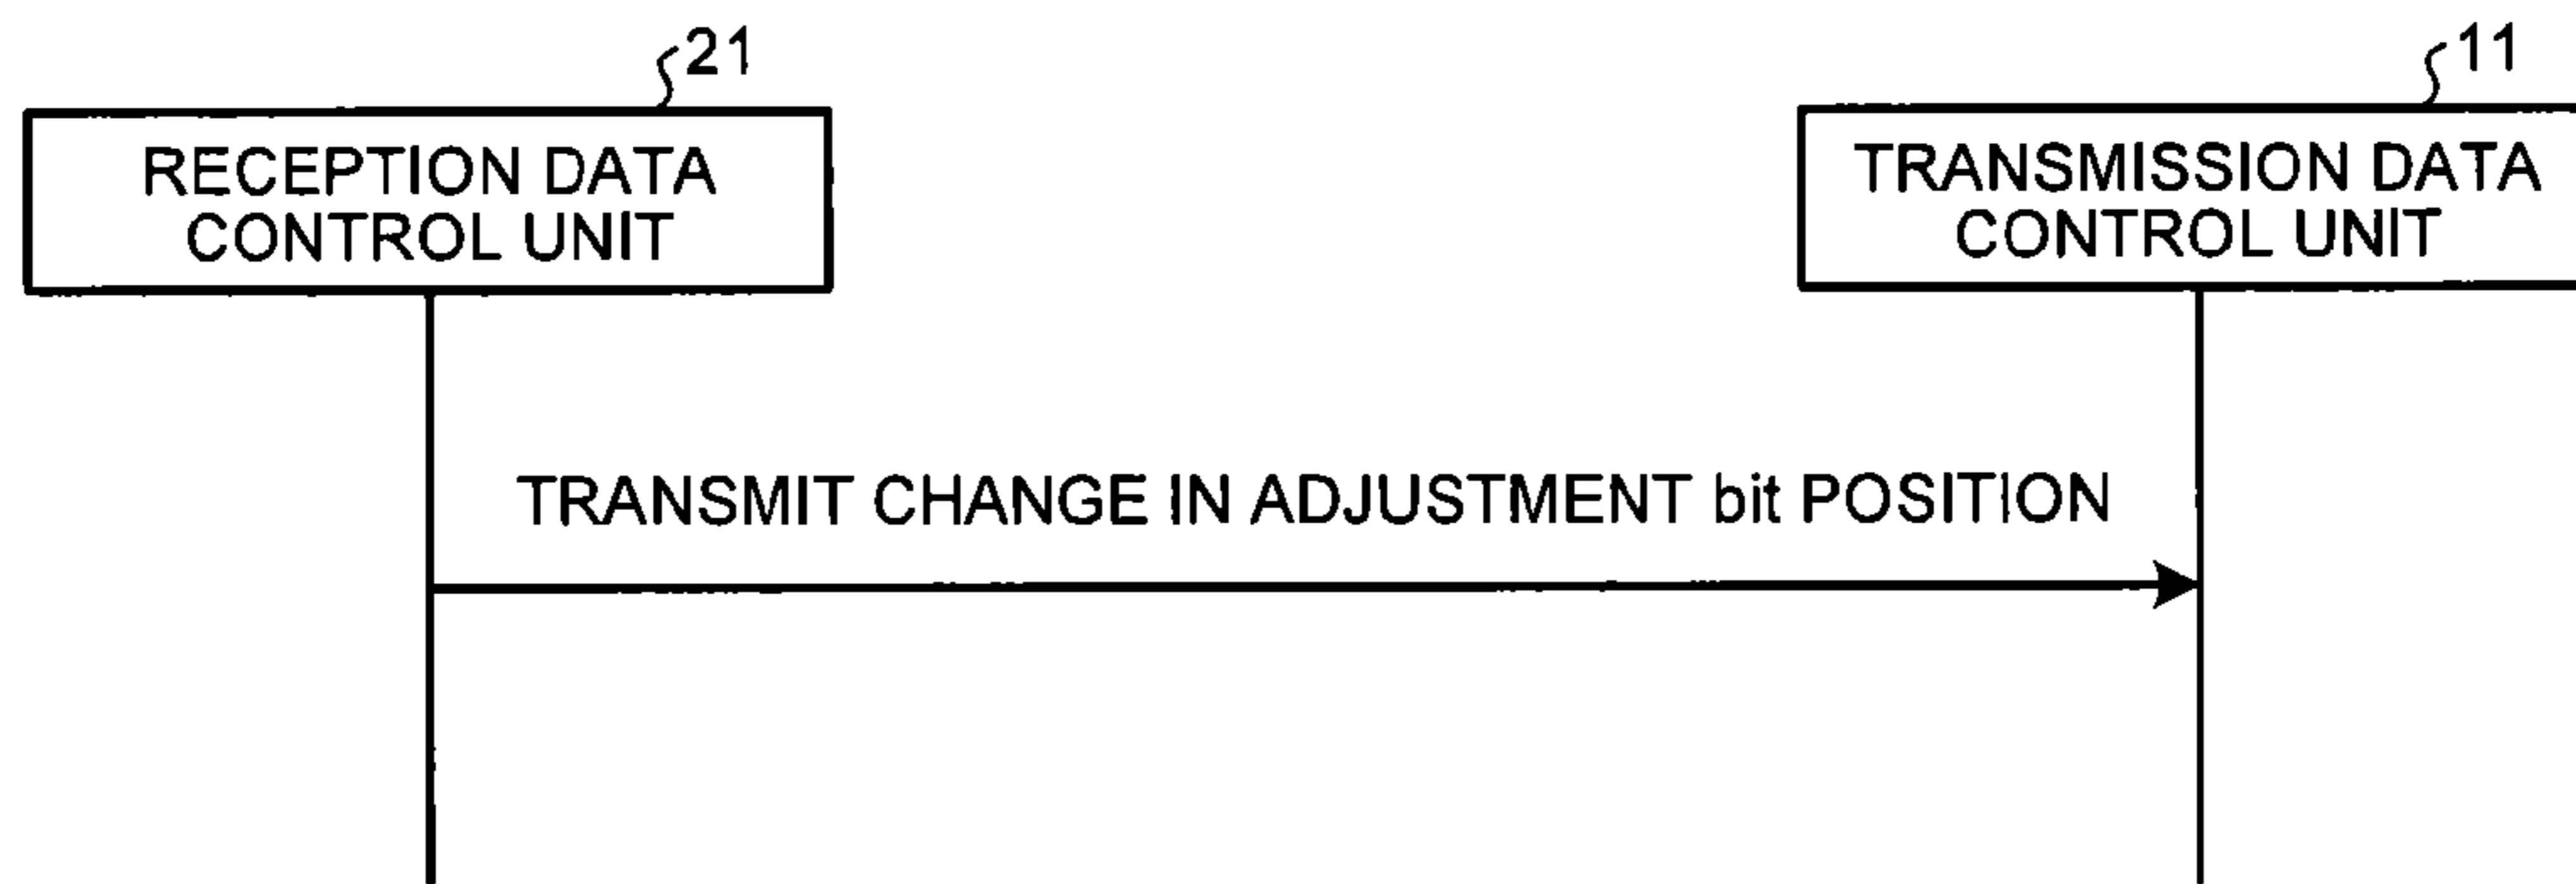 21
RECEPTION DATA
CONTROL UNIT
11
TRANSMISSION DATA
CONTROL UNIT
TRANSMIT CHANGE IN ADJUSTMENT bit POSITION